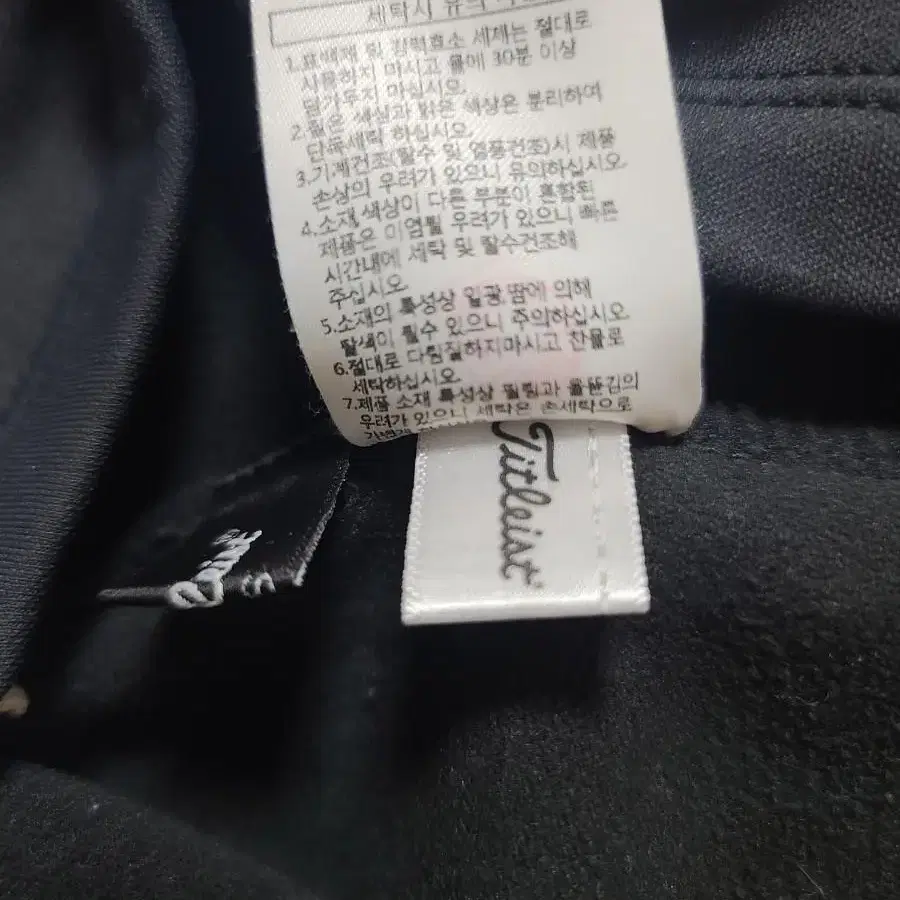 세탁시 유의 사항
1.표백제 및 강력효소 세제는 절대로
사용하지 마시고 물에 30분 이상
담가두지 마십시오.
2.짙은 색상과 밝은 색상은 분리하여
단독세탁 하십시오.
3.기계건조(탈수 및 열풍건조)시 제품
손상의 우려가 있으니 유의하십시오.
4.소재 색상이 다른 부분이 혼합된
제품은 이염될 우려가 있으니 빠른
시간내에 세탁 및 탈수건조해
주십시오.
5.소재의 특성상 일광,땀에 의해
탈색이 될수 있으니 주의하십시오.
6.절대로 다림질하지마시고 찬물로
세탁하십시오.
7.제품 소재 특성상 필링과 올뜯김의
우려가 있으니 세탁은 손세탁으로
Titleist